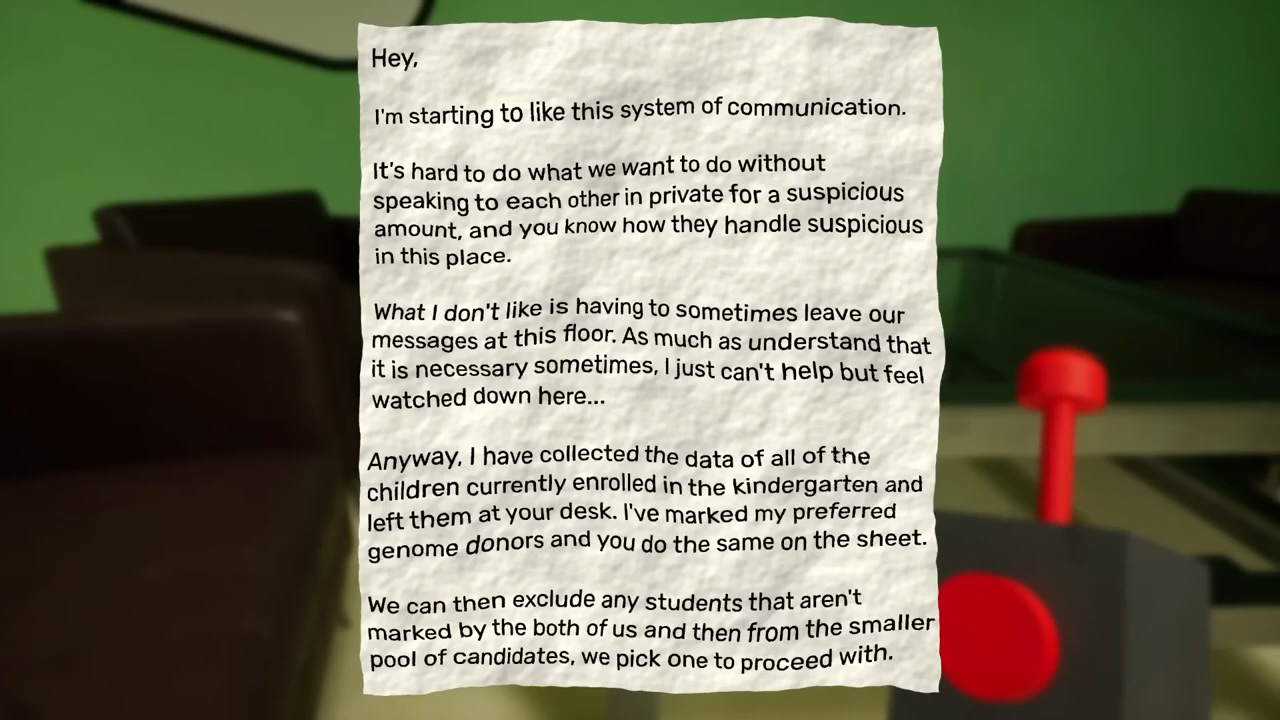 Hey,
I'm starting to like this system of communication.
It's hard to do what we want to do without
speaking to each other in private for a suspicious
amount, and you know how they handle suspicious
in this place.
What I don't like is having to sometimes leave our
messages at this floor. As much as understand that
it is necessary sometimes, I just can't help but feel
watched down here...
Anyway, I have collected the data of all of the
children currently enrolled in the kindergarten and
left them at your desk. I've marked my preferred
genome donors and you do the same on the sheet.
We can then exclude any students that aren't
marked by the both of us and then from the smaller
pool of candidates, we pick one to proceed with.